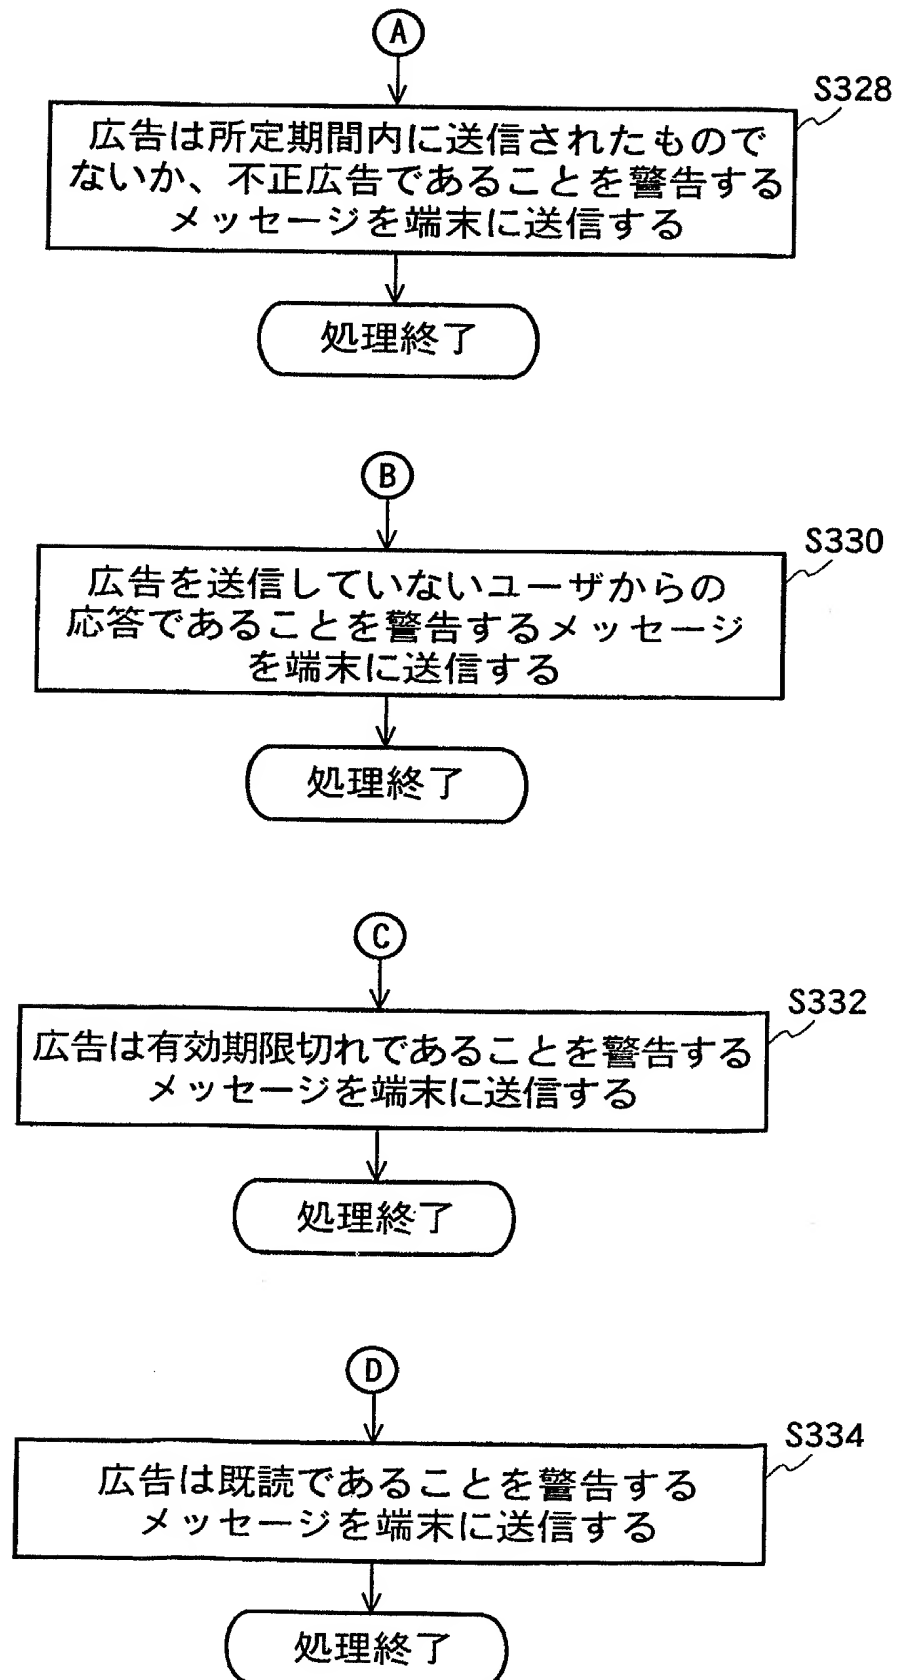 A
S328
広告は所定期間内に送信されたもので
ないか、不正広告であることを警告する
メッセージを端末に送信する
処理終了
B
S330
広告を送信していないユーザからの
応答であることを警告するメッセージ
を端末に送信する
処理終了
C
S332
広告は有効期限切れであることを警告する
メッセージを端末に送信する
処理終了
D
S334
広告は既読であることを警告する
メッセージを端末に送信する
処理終了